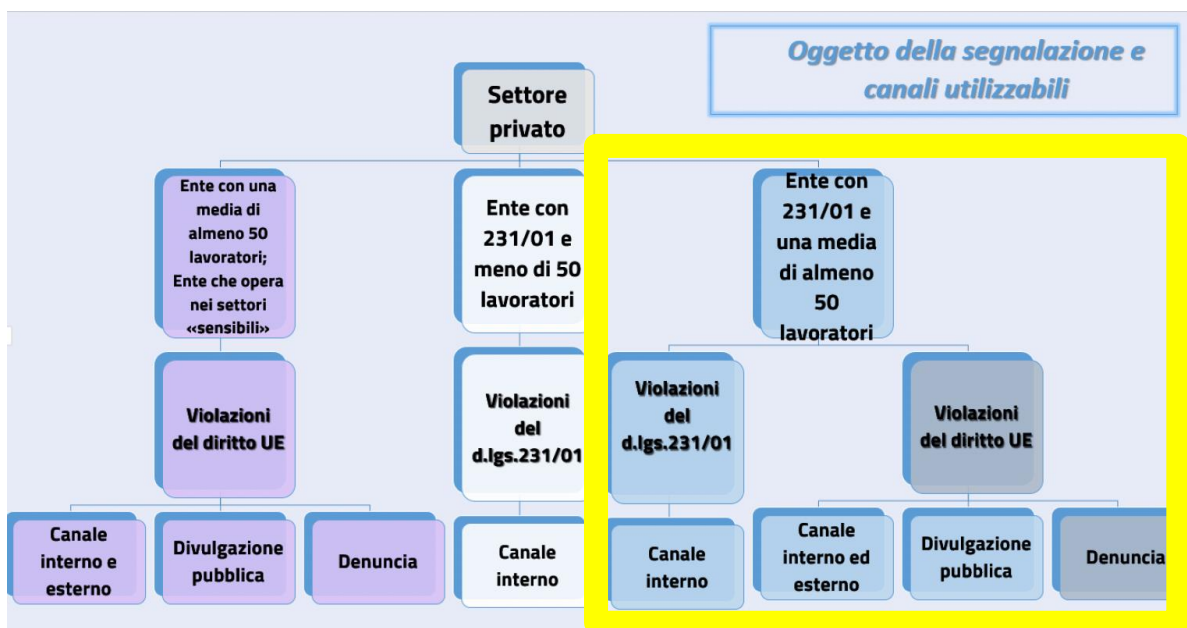 Oggetto della segnalazione e
canali utilizzabili
Settore
privato
Ente con una
media di
almeno 50
lavoratori;
Ente che opera
nei settori
«sensibili»
Ente con
231/01 e
meno di 50
lavoratori
Ente con
231/01 e
una media
di almeno
50
lavoratori
Violazioni
del diritto UE
Violazioni
del
d.lgs.231/01
Violazioni
del
d.lgs.231/01
Violazioni
del diritto UE
Canale
interno e
esterno
Divulgazione
pubblica
Denuncia
Canale
interno
Canale
interno
Canale
interno ed
esterno
Divulgazione
pubblica
Denuncia